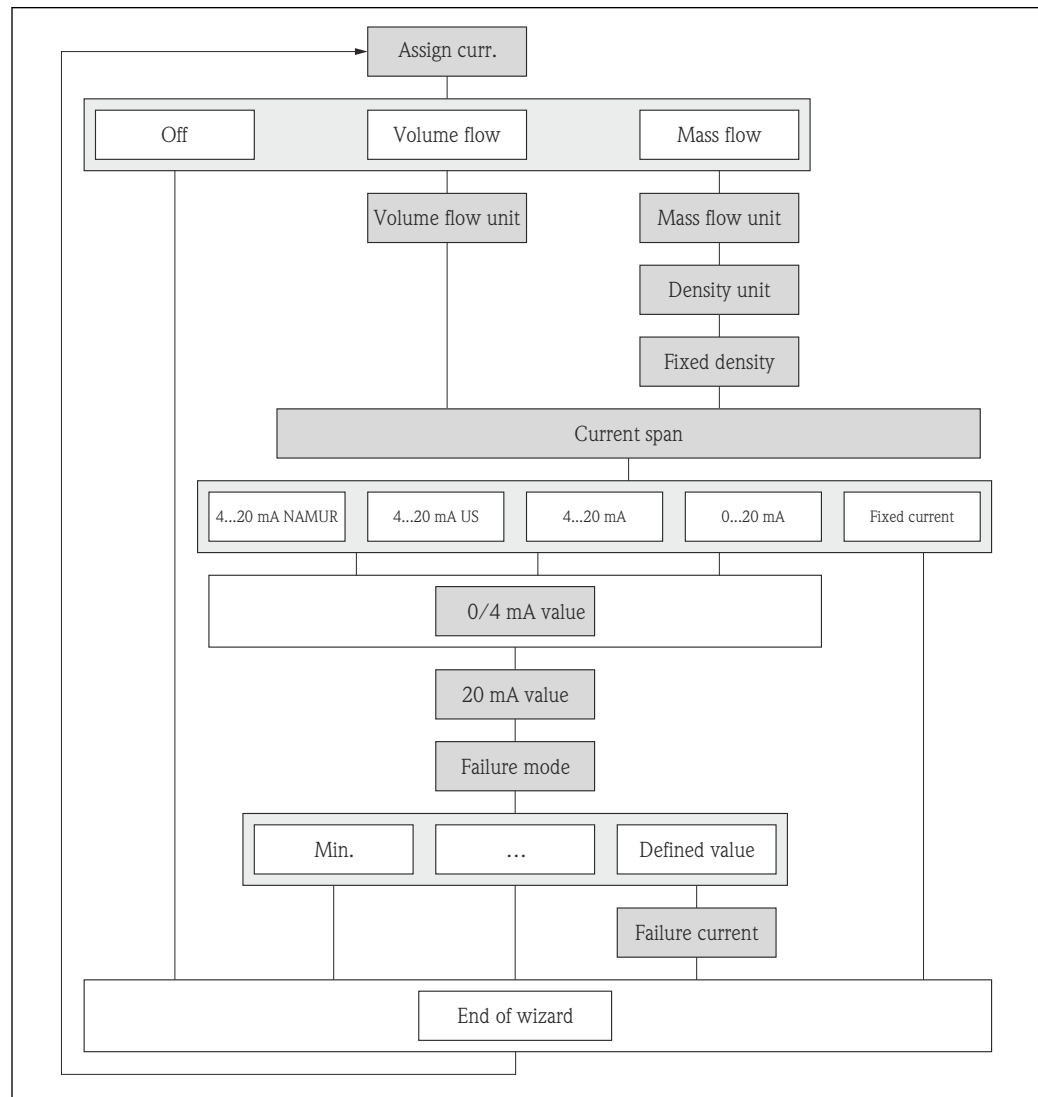 Assign curr.
Off
Volume flow
Mass flow
Volume flow unit
Mass flow unit
Density unit
Fixed density
Current span
4...20 mA NAMUR
4...20 mA US
4...20 mA
0...20 mA
Fixed current
0/4 mA value
20 mA value
Failure mode
Min.
...
Defined value
Failure current
End of wizard